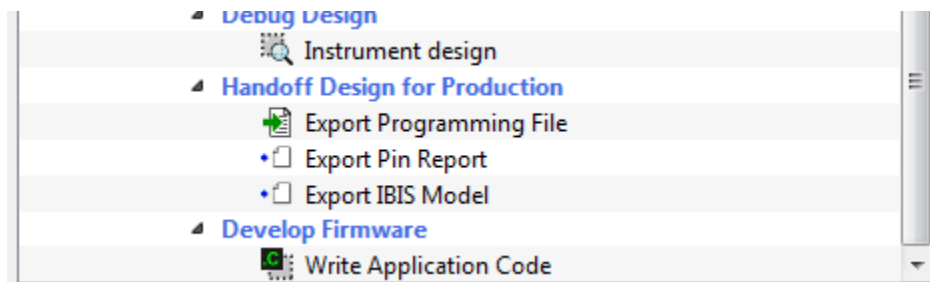 Debug Design
Instrument design
Handoff Design for Production
Export Programming File
Export Pin Report
Export IBIS Model
Develop Firmware
Write Application Code